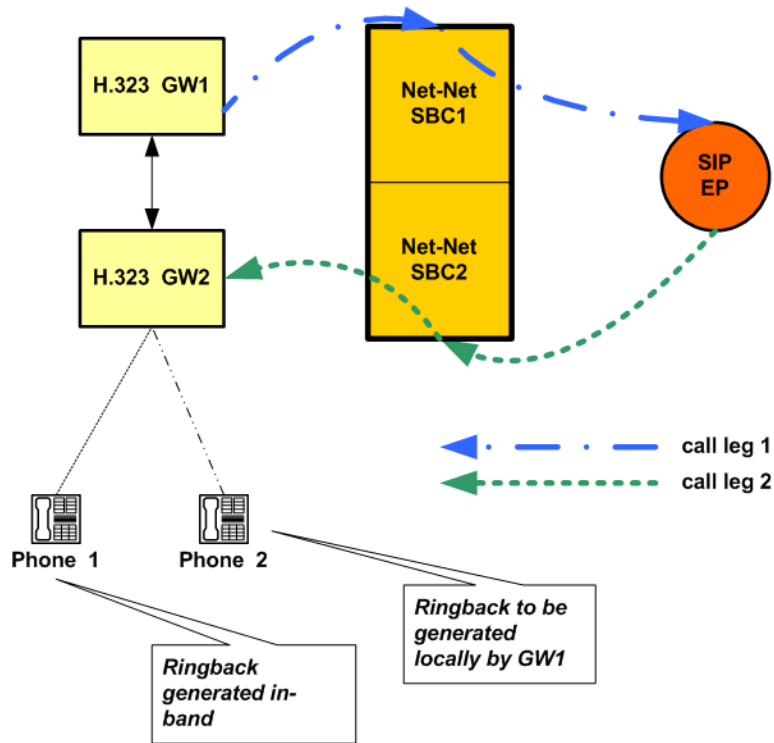 H.323 GW1
Net-Net
SBC1
SIP
EP
H.323 GW2
Net-Net
SBC2
call leg 1
call leg 2
Phone 1
Phone 2
Ringback to be
generated
locally by GW1
Ringback
generated in-
band